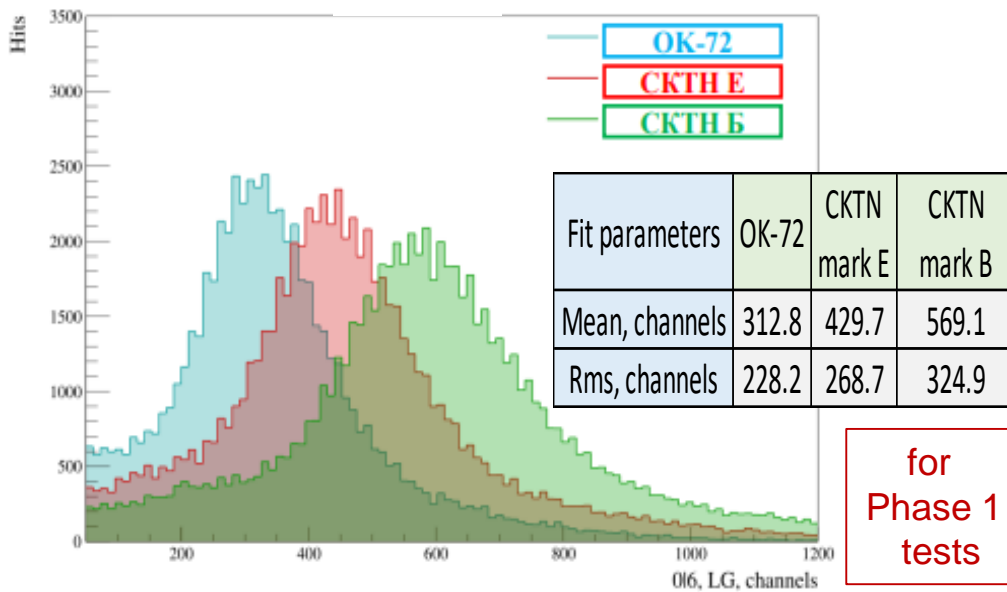 Hits
3500
3000
2500
2000
1500
1000
500
0
200
400
600
800
1000
1200
0l6, LG, channels
OK-72
СКТН Е
СКТН Б
Fit parameters OK-72 CKTN mark E CKTN mark B
Mean, channels 312.8 429.7 569.1
Rms, channels 228.2 268.7 324.9
for
Phase 1
tests